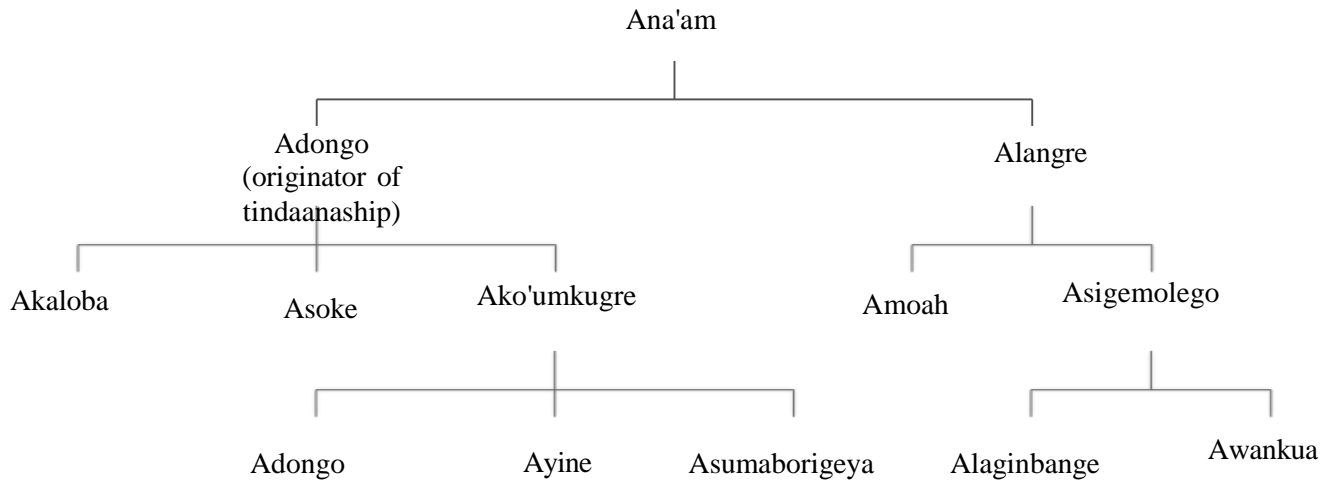 Ana'am
Adongo
(originator of
tindaanaship)
Alangre
Akaloba
Asoke
Ako'umkugre
Amoah
Asigemolego
Adongo
Ayine
Asumaborigeya
Alaginbange
Awankua